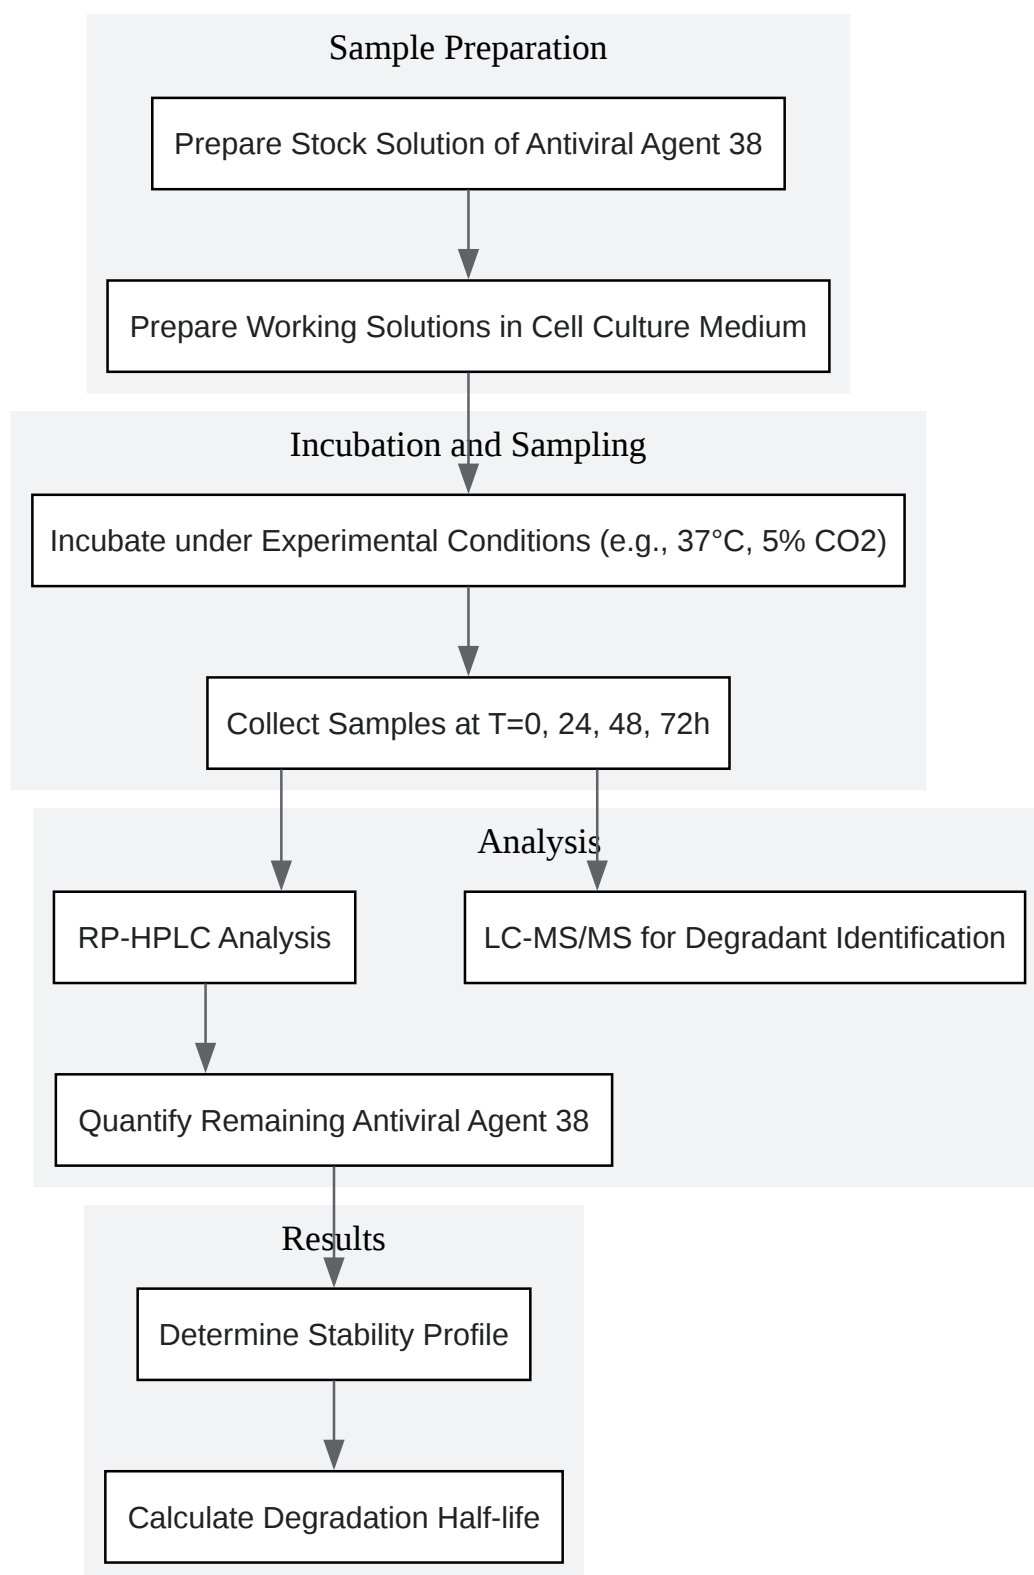 Sample Preparation
Prepare Stock Solution of Antiviral Agent 38
Prepare Working Solutions in Cell Culture Medium
Incubation and Sampling
Incubate under Experimental Conditions (e.g., 37°C, 5% CO2)
Collect Samples at T=0, 24, 48, 72h
Analysis
RP-HPLC Analysis
LC-MS/MS for Degradant Identification
Quantify Remaining Antiviral Agent 38
Results
Determine Stability Profile
Calculate Degradation Half-life